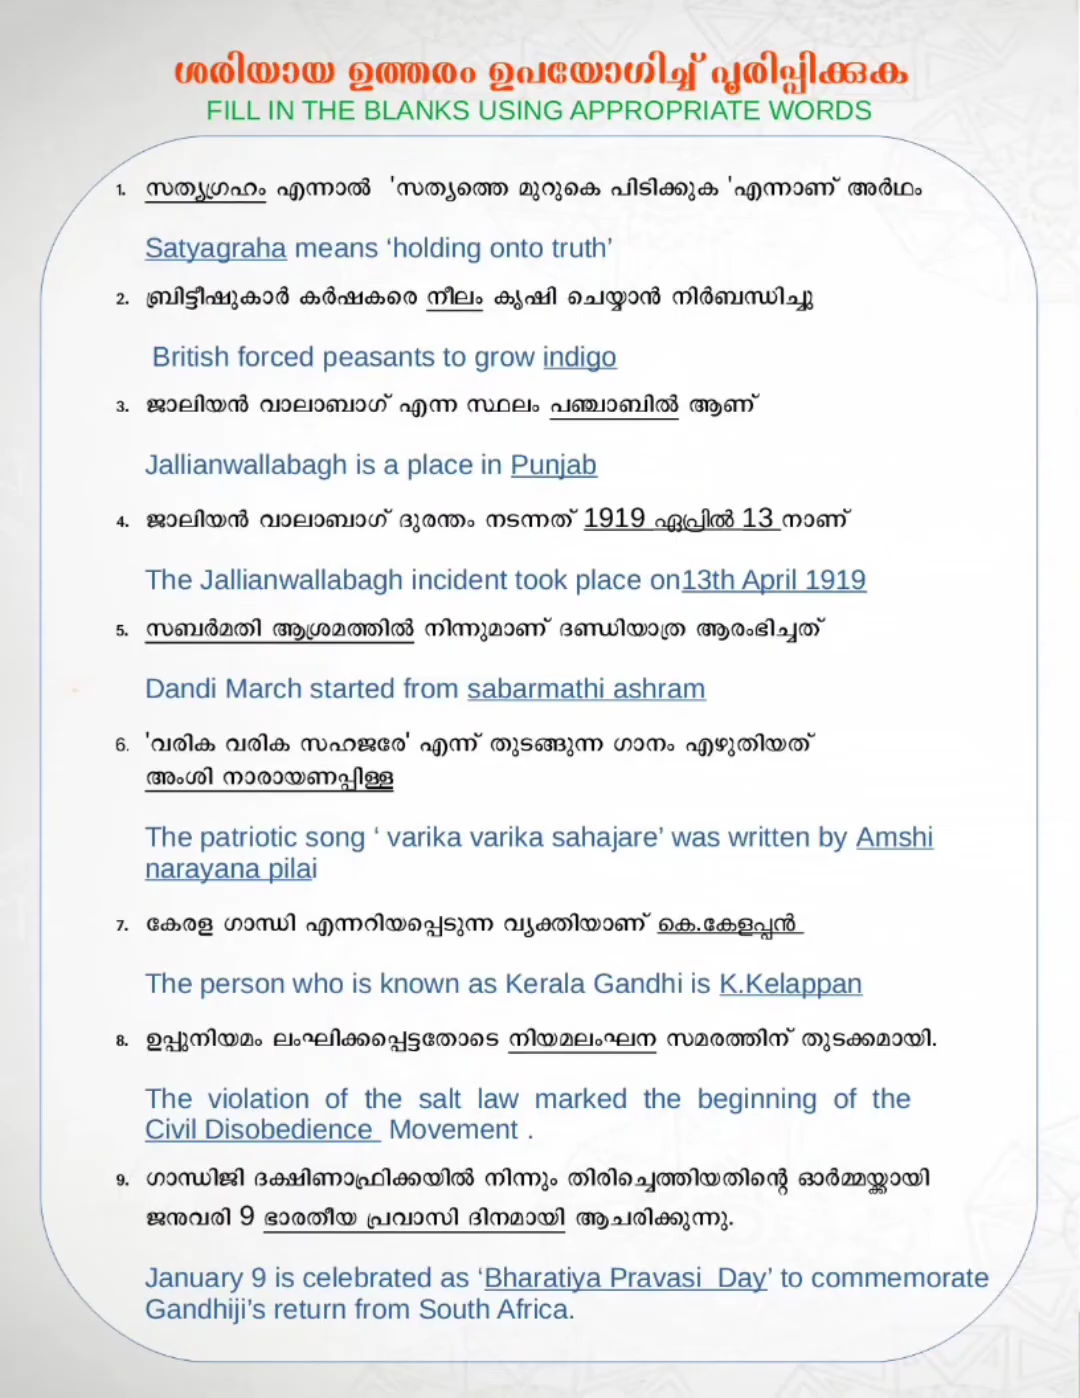 ശരിയായ ഉത്തരം ഉപയോഗിച്ച് പൂരിപ്പിക്കുക
FILL IN THE BLANKS USING APPROPRIATE WORDS
1. സത്യഗ്രഹം എന്നാൽ 'സത്യത്തെ മുറുകെ പിടിക്കുക 'എന്നാണ് അർഥം
Satyagraha means ‘holding onto truth’
2. ബ്രിട്ടീഷുകാർ കർഷകരെ നീലം കൃഷി ചെയ്യാൻ നിർബന്ധിച്ചു
British forced peasants to grow indigo
3. ജാലിയൻ വാലാബാഗ് എന്ന സ്ഥലം പഞ്ചാബിൽ ആണ്
Jallianwallabagh is a place in Punjab
4. ജാലിയൻ വാലാബാഗ് ദുരന്തം നടന്നത് 1919 ഏപ്രിൽ 13 നാണ്
The Jallianwallabagh incident took place on13th April 1919
5. സബർമതി ആശ്രമത്തിൽ നിന്നുമാണ് ദണ്ഡിയാത്ര ആരംഭിച്ചത്
Dandi March started from sabarmathi ashram
6. 'വരിക വരിക സഹജരേ' എന്ന് തുടങ്ങുന്ന ഗാനം എഴുതിയത്
അംശി നാരായണപ്പിള്ള
The patriotic song ‘ varika varika sahajare’ was written by Amshi
narayana pilai
7. കേരള ഗാന്ധി എന്നറിയപ്പെടുന്ന വ്യക്തിയാണ് കെ.കേളപ്പൻ
The person who is known as Kerala Gandhi is K.Kelappan
8. ഉപ്പുനിയമം ലംഘിക്കപ്പെട്ടതോടെ നിയമലംഘന സമരത്തിന് തുടക്കമായി.
The violation of the salt law marked the beginning of the
Civil Disobedience Movement .
9. ഗാന്ധിജി ദക്ഷിണാഫ്രിക്കയിൽ നിന്നും തിരിച്ചെത്തിയതിന്റെ ഓർമ്മയ്ക്കായി
ജനുവരി 9 ഭാരതീയ പ്രവാസി ദിനമായി ആചരിക്കുന്നു.
January 9 is celebrated as ‘Bharatiya Pravasi Day’ to commemorate
Gandhiji’s return from South Africa.